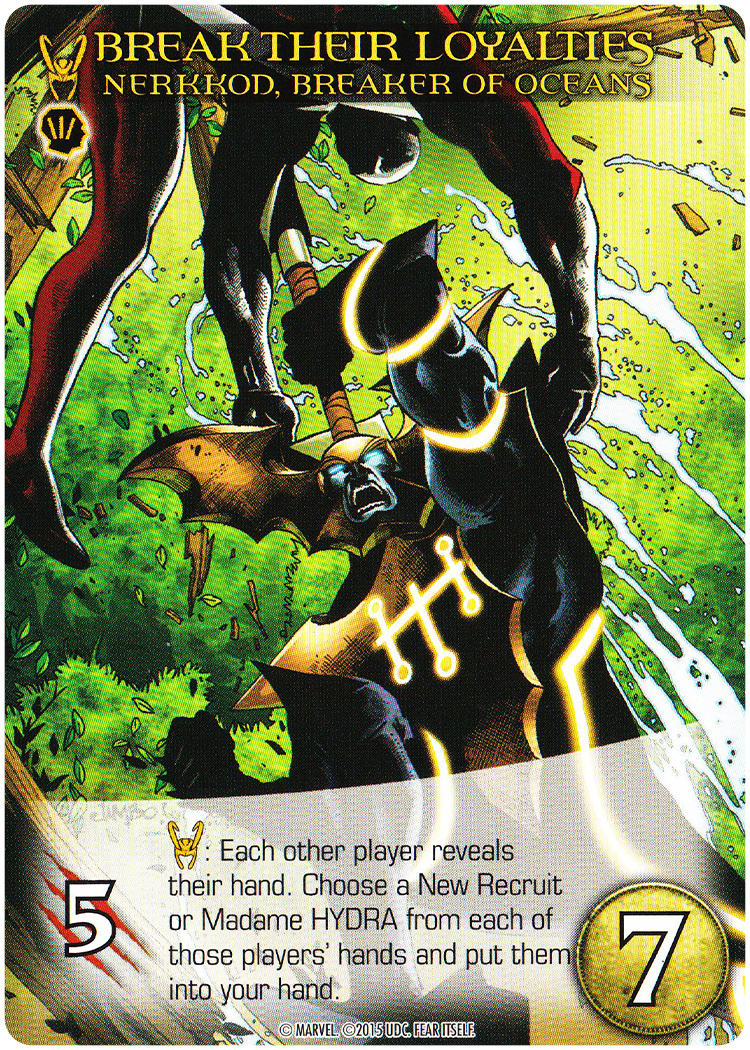 BREAK THEIR LOYALTIES
NERKKOD, BREAKER OF OCEANS
: Each other player reveals
their hand. Choose a New Recruit
or Madame HYDRA from each of
those players' hands and put them
into your hand.
5
7
JIMBO
© MARVEL. ©2015 UDC. FEAR ITSELF.